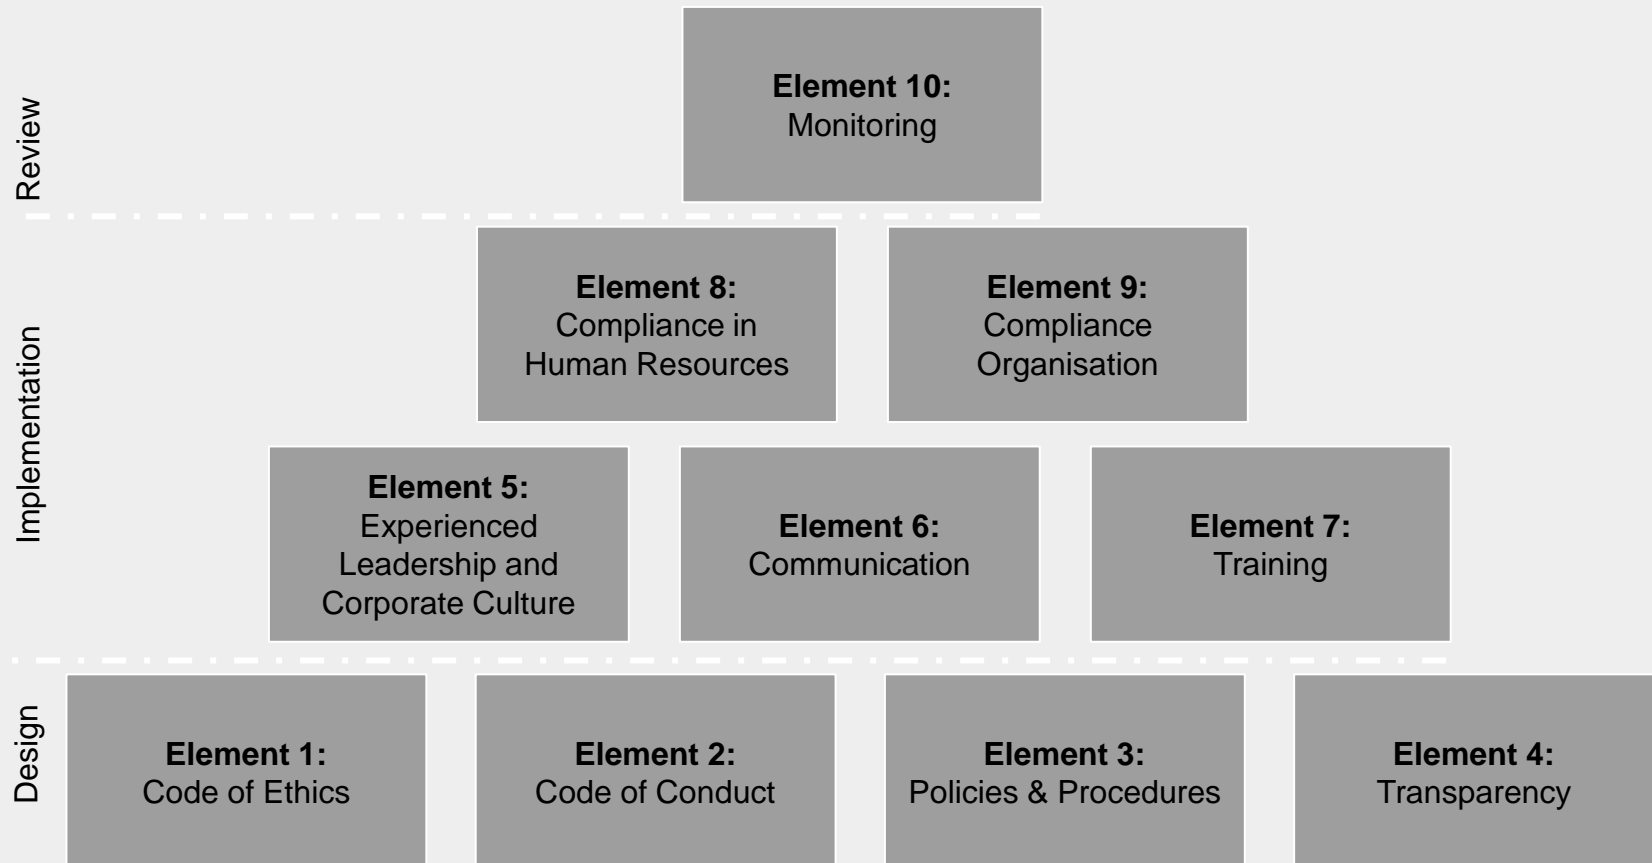 Review
Element 10:
Monitoring
Implementation
Element 8:
Compliance in
Human Resources
Element 9:
Compliance
Organisation
Element 5:
Experienced
Leadership and
Corporate Culture
Element 6:
Communication
Element 7:
Training
Design
Element 1:
Code of Ethics
Element 2:
Code of Conduct
Element 3:
Policies & Procedures
Element 4:
Transparency